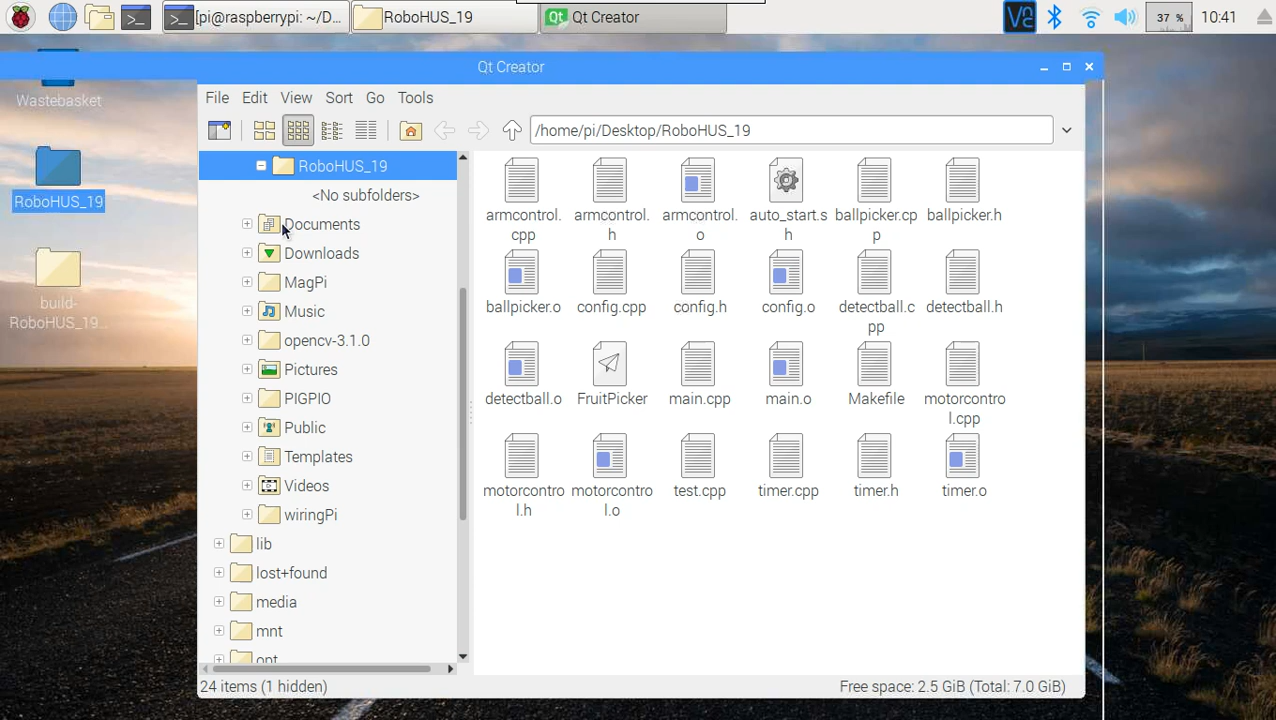 [pi@raspberrypi: ~/D...
RoboHUS_19
Qt Creator
37 %
10:41
Wastebasket
RoboHUS_19
build-
RoboHUS_19...
Qt Creator
File Edit View Sort Go Tools
/home/pi/Desktop/RoboHUS_19
RoboHUS_19
<No subfolders>
Documents
Downloads
MagPi
Music
opencv-3.1.0
Pictures
PIGPIO
Public
Templates
Videos
wiringPi
lib
lost+found
media
mnt
opt
armcontrol.
cpp
armcontrol.
h
armcontrol.
o
auto_start.s
h
ballpicker.cp
p
ballpicker.h
ballpicker.o
config.cpp
config.h
config.o
detectball.c
pp
detectball.h
detectball.o
FruitPicker
main.cpp
main.o
Makefile
motorcontro
l.cpp
motorcontro
l.h
motorcontro
l.o
test.cpp
timer.cpp
timer.h
timer.o
24 items (1 hidden)
Free space: 2.5 GiB (Total: 7.0 GiB)